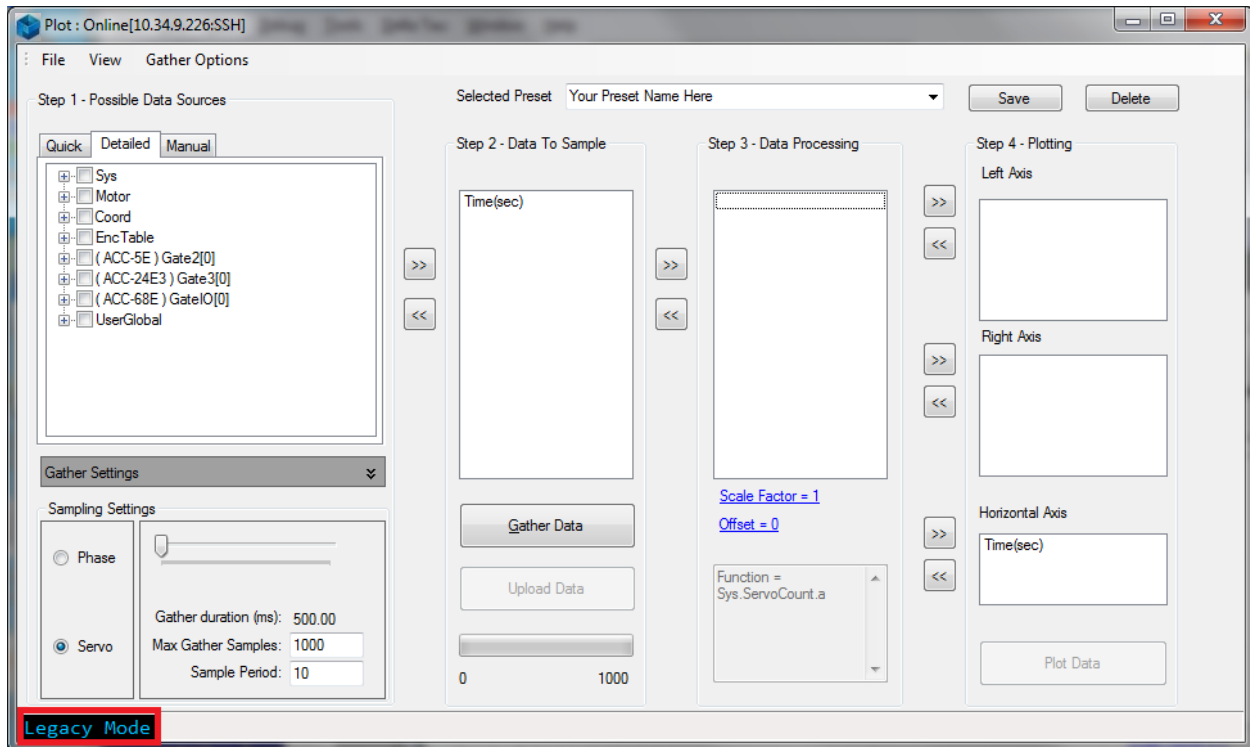 Plot : Online[10.34.9.226:SSH]
File View Gather Options
Step 1 - Possible Data Sources
Selected Preset Your Preset Name Here
Save Delete
Quick Detailed Manual
Sys
Motor
Coord
EncTable
( ACC-5E ) Gate2[0]
( ACC-24E3 ) Gate3[0]
( ACC-68E ) GateIO[0]
UserGlobal
Gather Settings
Sampling Settings
Phase
Servo
Gather duration (ms): 500.00
Max Gather Samples: 1000
Sample Period: 10
>>
<<
Step 2 - Data To Sample
Time(sec)
Gather Data
Upload Data
0 1000
>>
<<
Step 3 - Data Processing
Scale Factor = 1
Offset = 0
Function =
Sys.ServoCount.a
Step 4 - Plotting
Left Axis
>>
<<
Right Axis
>>
<<
Horizontal Axis
>>
<<
Time(sec)
Plot Data
Legacy Mode